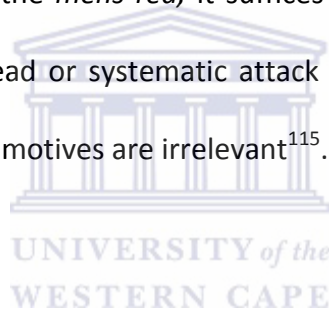 the mens rea, it suffices
ead or systematic attack
motives are irrelevant115.
UNIVERSITY of the
WESTERN CAPE